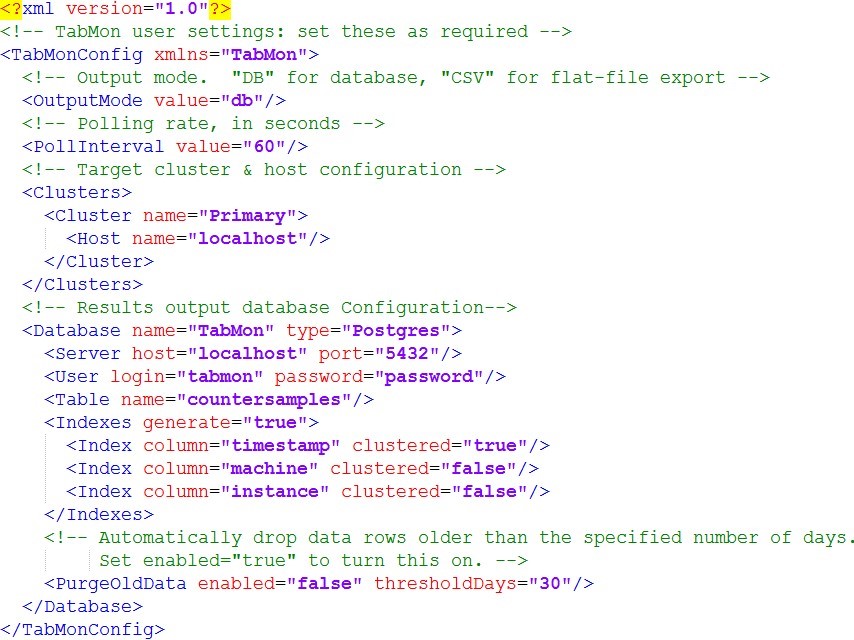 <?xml version="1.0"?>
<!-- TabMon user settings: set these as required -->
<TabMonConfig xmlns="TabMon">
  <!-- Output mode.  "DB" for database, "CSV" for flat-file export -->
  <OutputMode value="db"/>
  <!-- Polling rate, in seconds -->
  <PollInterval value="60"/>
  <!-- Target cluster & host configuration -->
  <Clusters>
    <Cluster name="Primary">
      <Host name="localhost"/>
    </Cluster>
  </Clusters>
  <!-- Results output database Configuration-->
  <Database name="TabMon" type="Postgres">
    <Server host="localhost" port="5432"/>
    <User login="tabmon" password="password"/>
    <Table name="countersamples"/>
    <Indexes generate="true">
      <Index column="timestamp" clustered="true"/>
      <Index column="machine" clustered="false"/>
      <Index column="instance" clustered="false"/>
    </Indexes>
    <!-- Automatically drop data rows older than the specified number of days.
         Set enabled="true" to turn this on. -->
    <PurgeOldData enabled="false" thresholdDays="30"/>
  </Database>
</TabMonConfig>